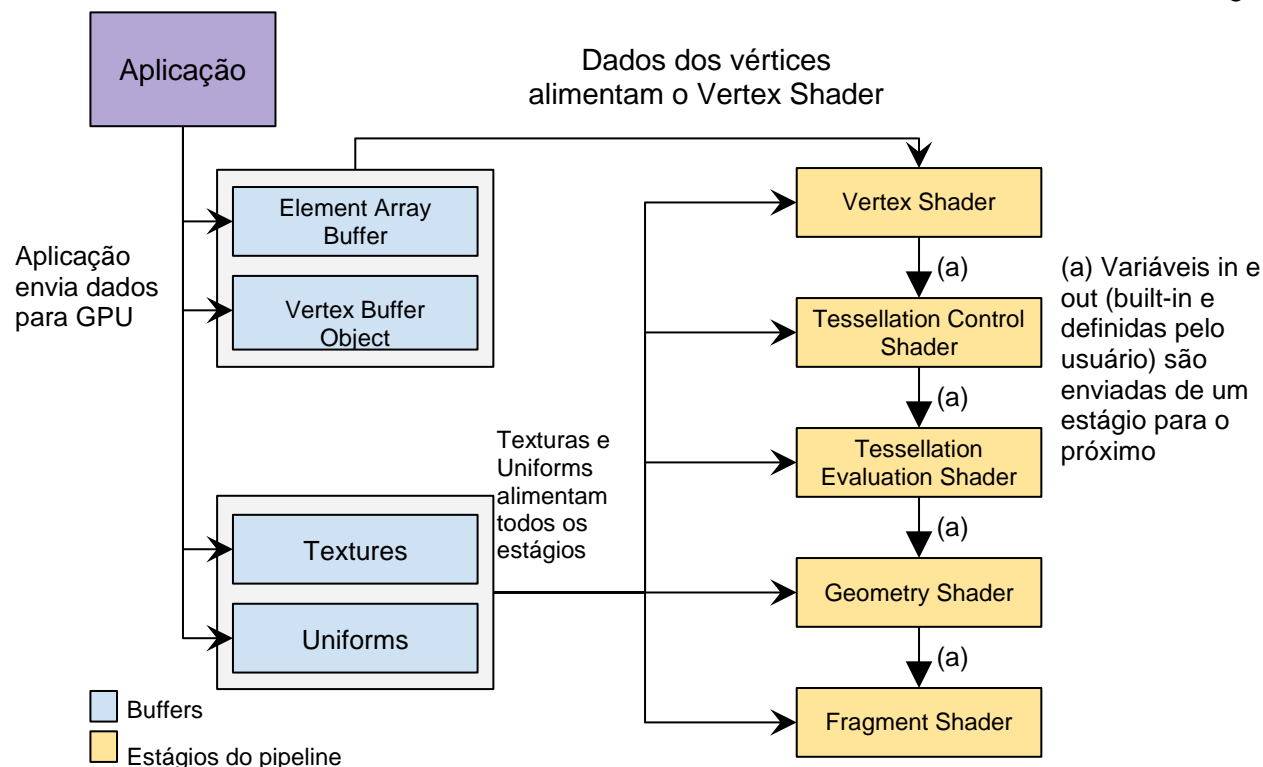 Aplicação
Dados dos vértices
alimentam o Vertex Shader
Element Array
Buffer
Vertex Buffer
Object
Aplicação
envia dados
para GPU
Vertex Shader
(a)
Tessellation Control
Shader
(a)
Tessellation
Evaluation Shader
(a)
Geometry Shader
(a)
Fragment Shader
(a) Variáveis in e
out (built-in e
definidas pelo
usuário) são
enviadas de um
estágio para o
próximo
Texturas e
Uniforms
alimentam
todos os
estágios
Textures
Uniforms
Buffers
Estágios do pipeline